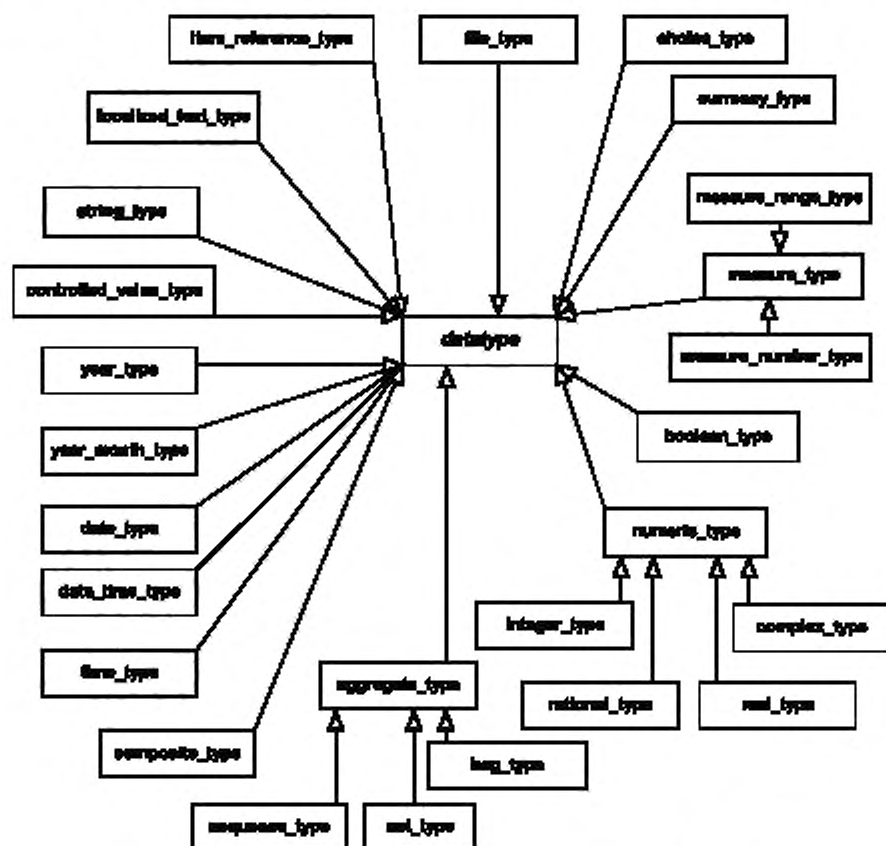 item_reference_type
file_type
choice_type
localized_text_type
currency_type
string_type
measure_range_type
controlled_value_type
measure_type
datatype
year_type
measure_number_type
year_month_type
boolean_type
date_type
numeric_type
date_time_type
integer_type
complex_type
time_type
aggregate_type
rational_type
real_type
composite_type
bag_type
sequence_type
set_type